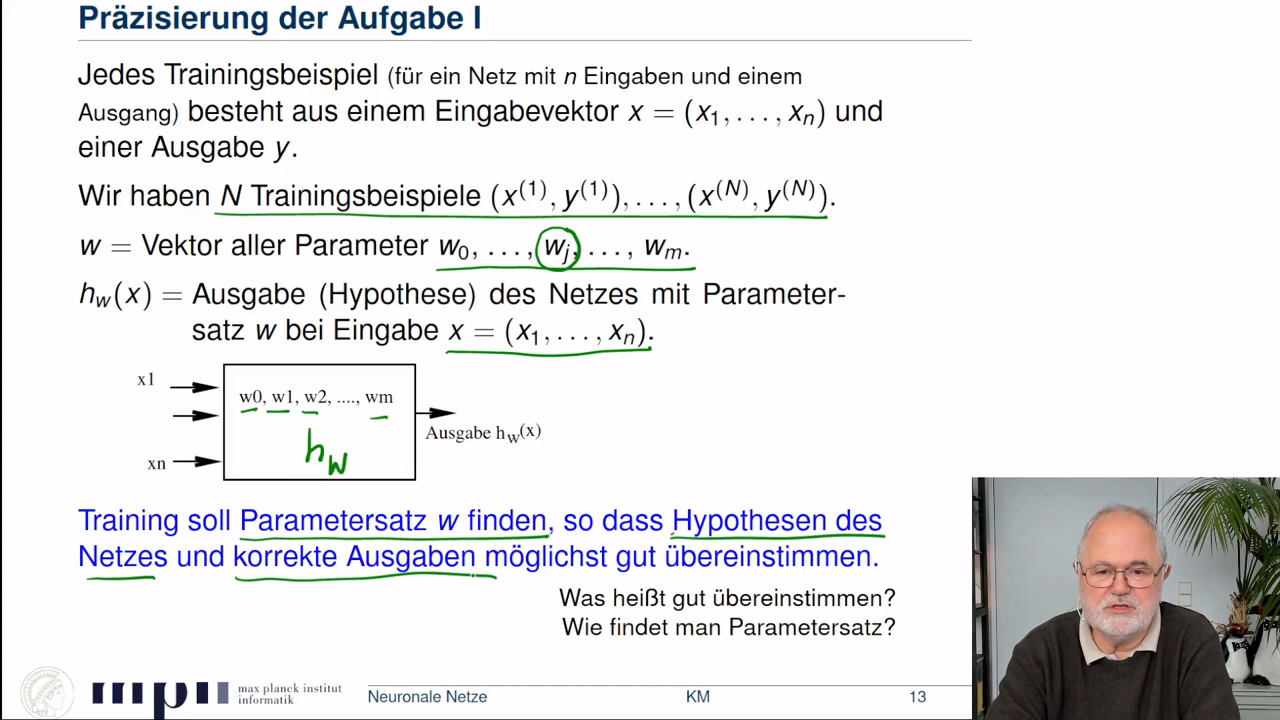 Präzisierung der Aufgabe I
Jedes Trainingsbeispiel (für ein Netz mit n Eingaben und einem
Ausgang) besteht aus einem Eingabevektor x = (x₁, . . . , xₙ) und
einer Ausgabe y.
Wir haben N Trainingsbeispiele (x⁽¹⁾, y⁽¹⁾), . . . , (x⁽ᴺ⁾, y⁽ᴺ⁾).
w = Vektor aller Parameter w₀, . . . , wⱼ, . . . , wₘ.
h_w(x) = Ausgabe (Hypothese) des Netzes mit Parameter-
satz w bei Eingabe x = (x₁, . . . , xₙ).
x1
w0, w1, w2, ...., wm
h_w
Ausgabe h_w(x)
xn
Training soll Parametersatz w finden, so dass Hypothesen des
Netzes und korrekte Ausgaben möglichst gut übereinstimmen.
Was heißt gut übereinstimmen?
Wie findet man Parametersatz?
max planck institut
informatik
Neuronale Netze
KM
13